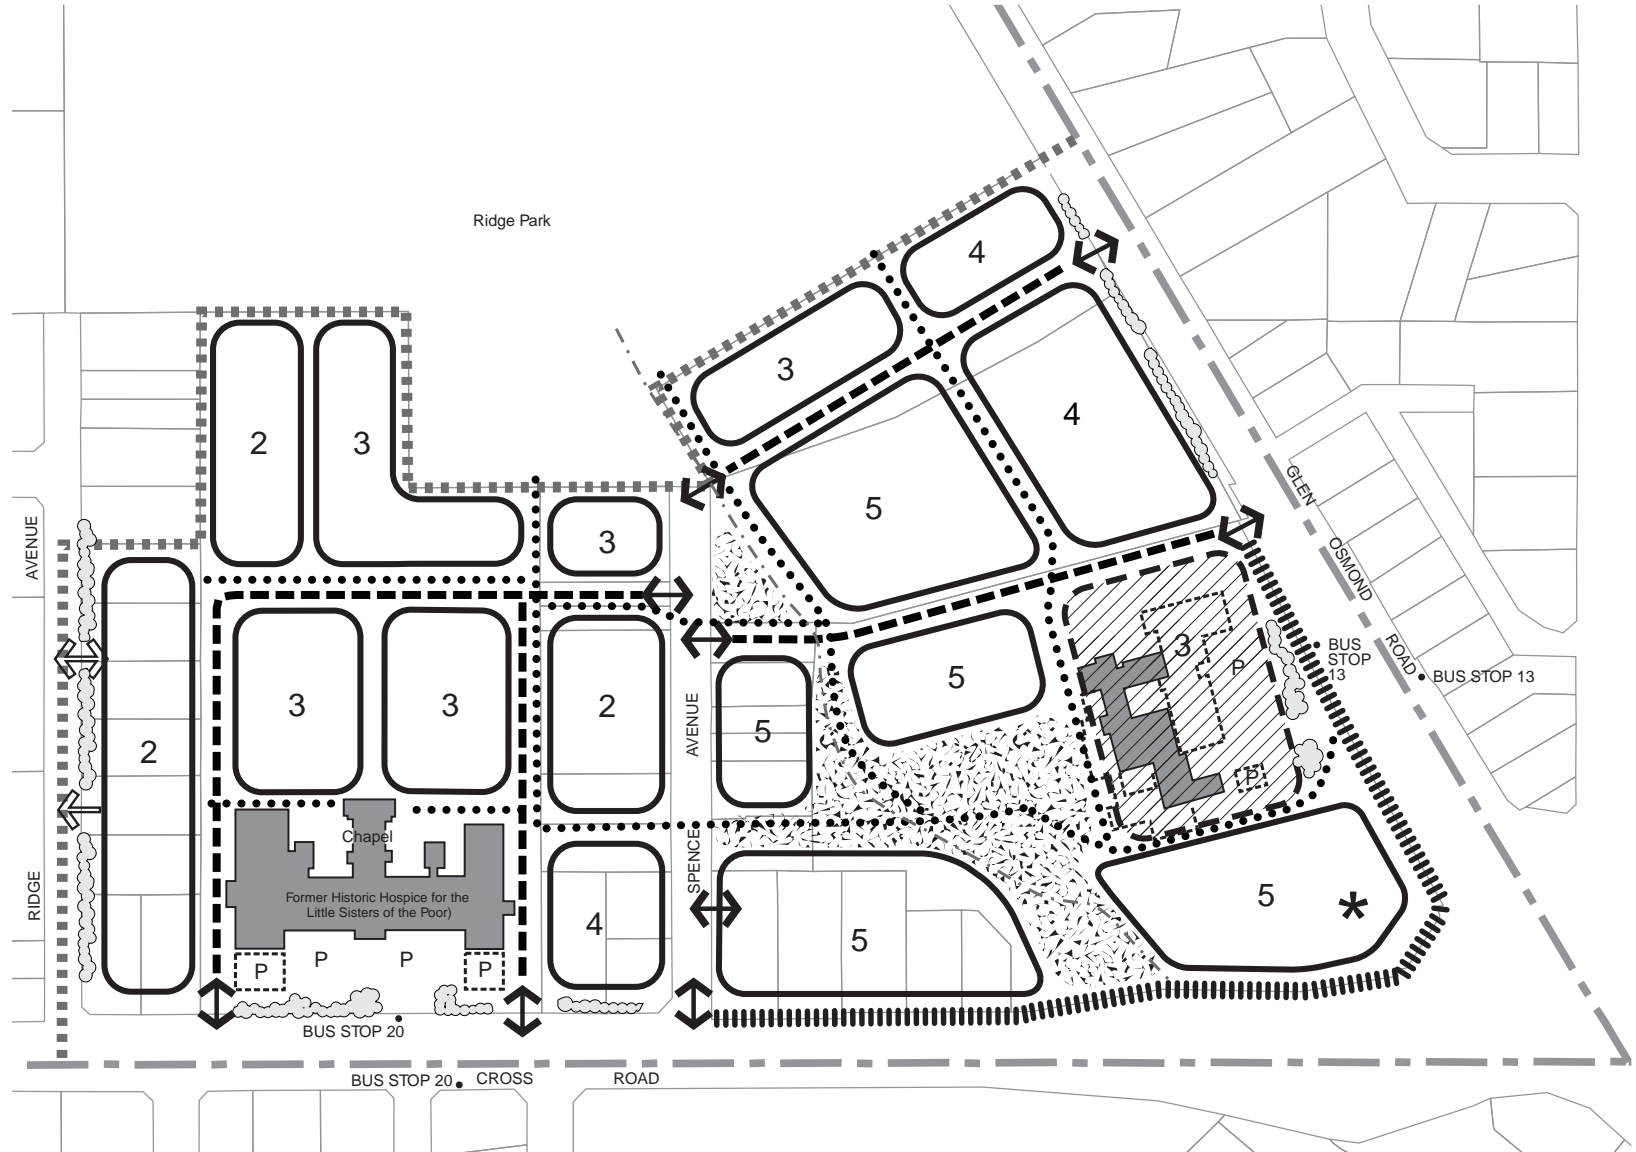 Ridge Park
4
3
2
3
4
5
GLEN
AVENUE
3
OSMOND
3
BUS
STOP
13
ROAD
BUS STOP 13
P
5
3
3
2
AVENUE
5
2
P
Chapel
SPENCE
RIDGE
Former Historic Hospice for the
Little Sisters of the Poor)
4
5
*
5
P
P
P
P
BUS STOP 20
BUS STOP 20
CROSS
ROAD